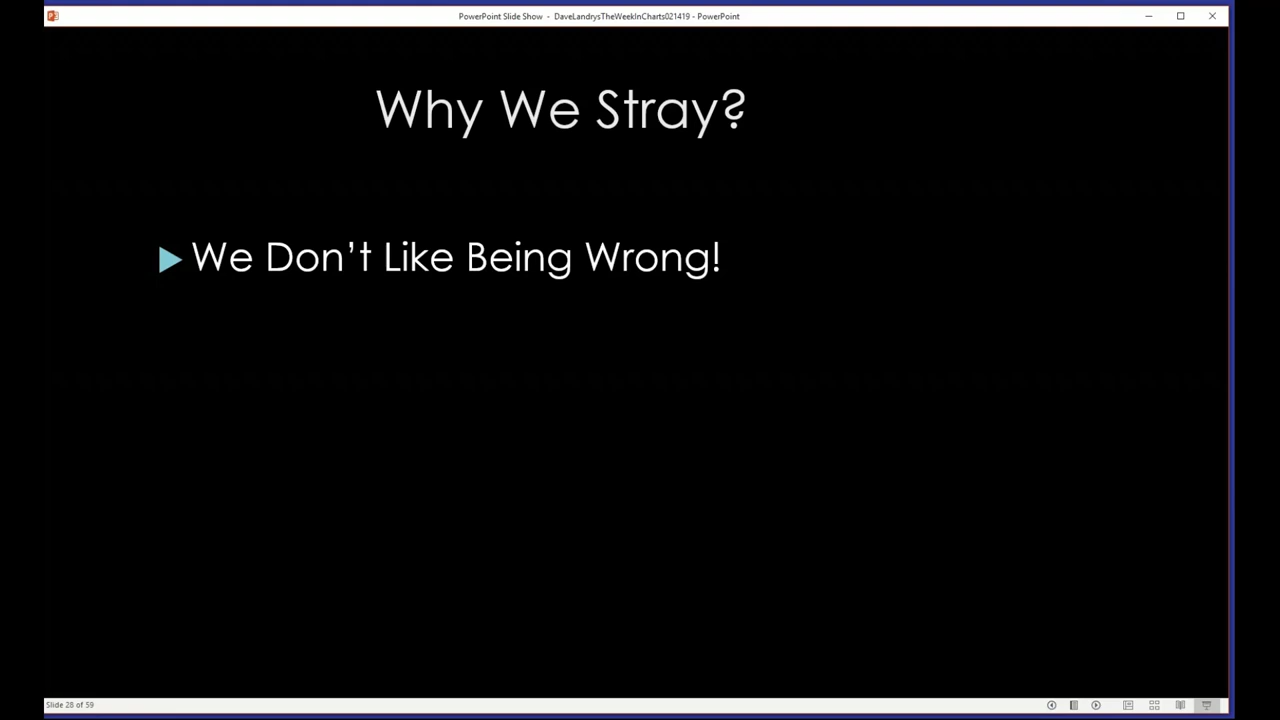 PowerPoint Slide Show - DaveLandrysTheWeekInCharts021419 - PowerPoint
Why We Stray?
We Don’t Like Being Wrong!
Slide 28 of 59